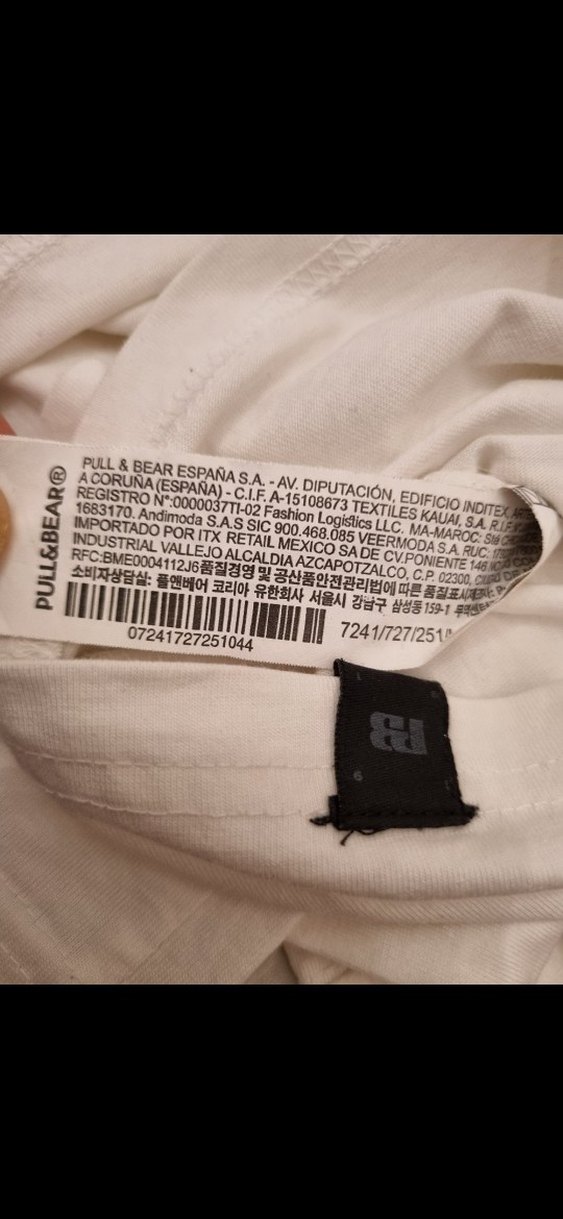 PULL&BEAR®
PULL & BEAR ESPAÑA S.A. - AV. DIPUTACIÓN, EDIFICIO INDITEX,
A CORUÑA (ESPAÑA) - C.I.F. A-15108673 TEXTILES KAUAI, S.A. R.I.F.
REGISTRO N°:0000037TI-02 Fashion Logistics LLC. MA-MAROC:
1683170. Andimoda S.A.S SIC 900.468.085 VEERMODA S.A. RUC:
IMPORTADO POR ITX RETAIL MEXICO SA DE CV.PONIENTE 146
INDUSTRIAL VALLEJO ALCALDIA AZCAPOTZALCO, C.P. 02300,
RFC:BME0004112J6품질경영 및 공산품안전관리법에 따른 품질표시
소비자상담실: 풀앤베어 코리아 유한회사 서울시 강남구 삼성동 159-1
07241727251044
7241/727/251/